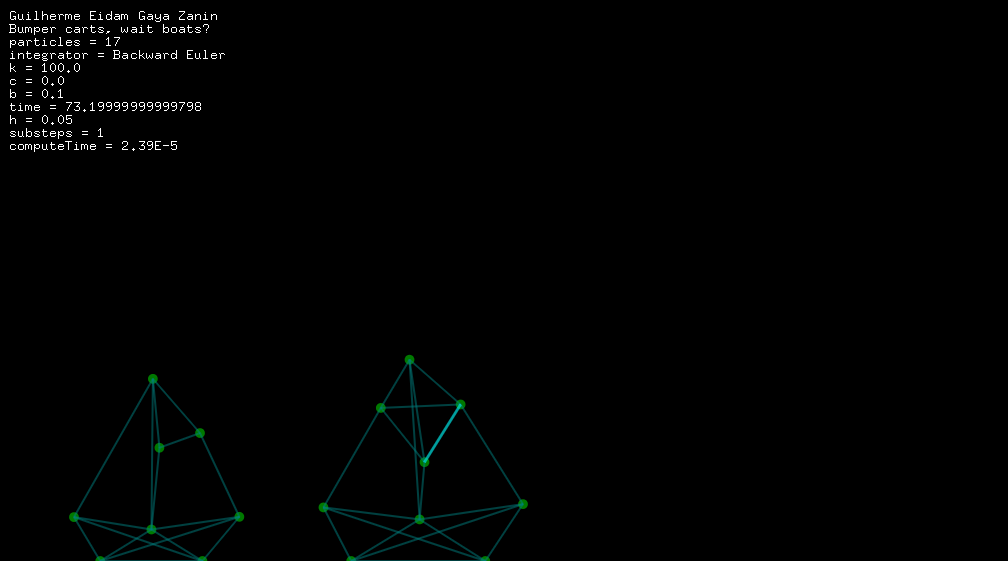 Guilherme Eidam Gaya Zanin
Bumper carts, wait boats?
particles = 17
integrator = Backward Euler
k = 100.0
c = 0.0
b = 0.1
time = 73.19999999999798
h = 0.05
substeps = 1
computeTime = 2.39E-5